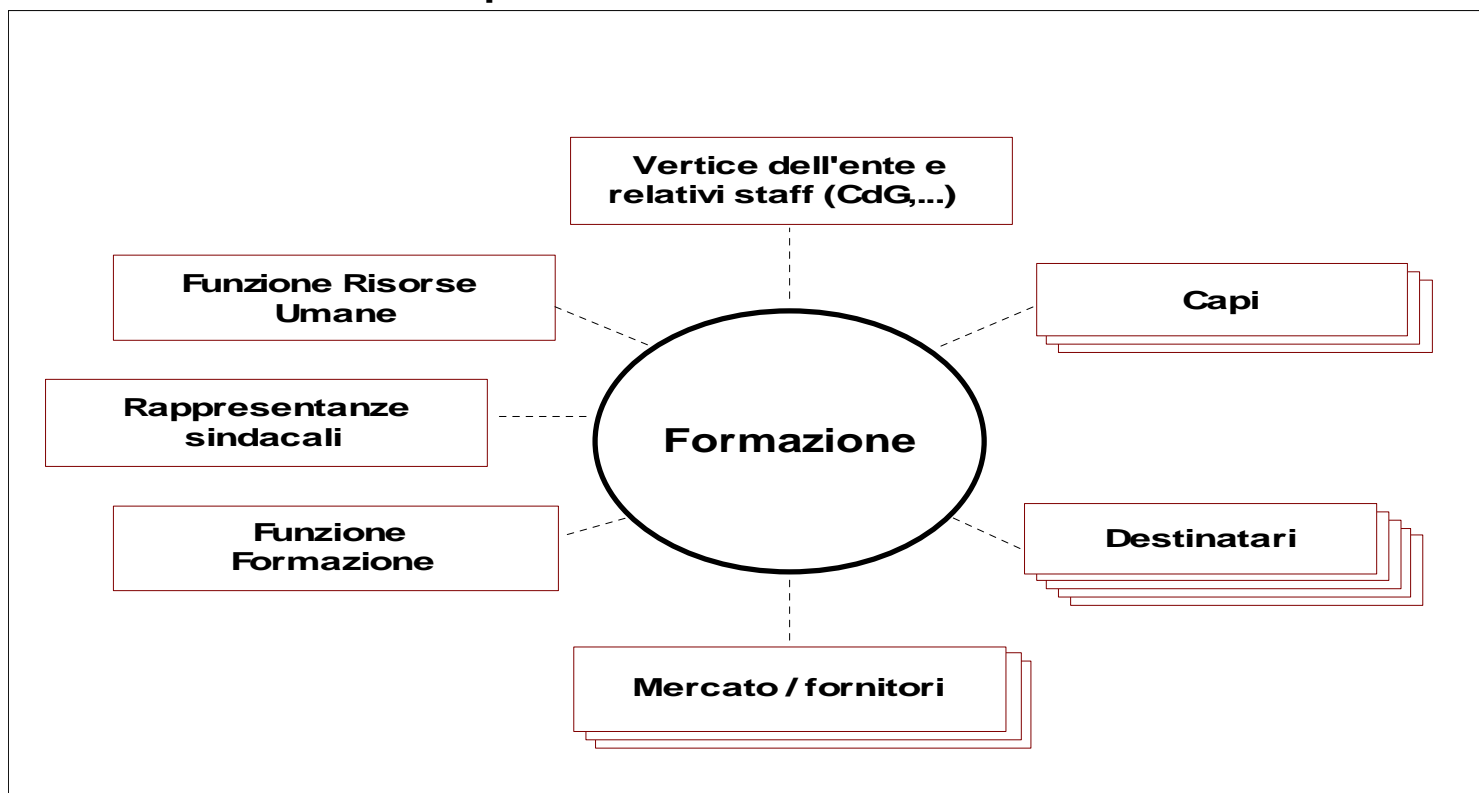 Vertice dell'ente e
relativi staff (CdG,...)
Funzione Risorse
Umane
Capi
Rappresentanze
sindacali
Formazione
Funzione
Formazione
Destinatari
Mercato / fornitori